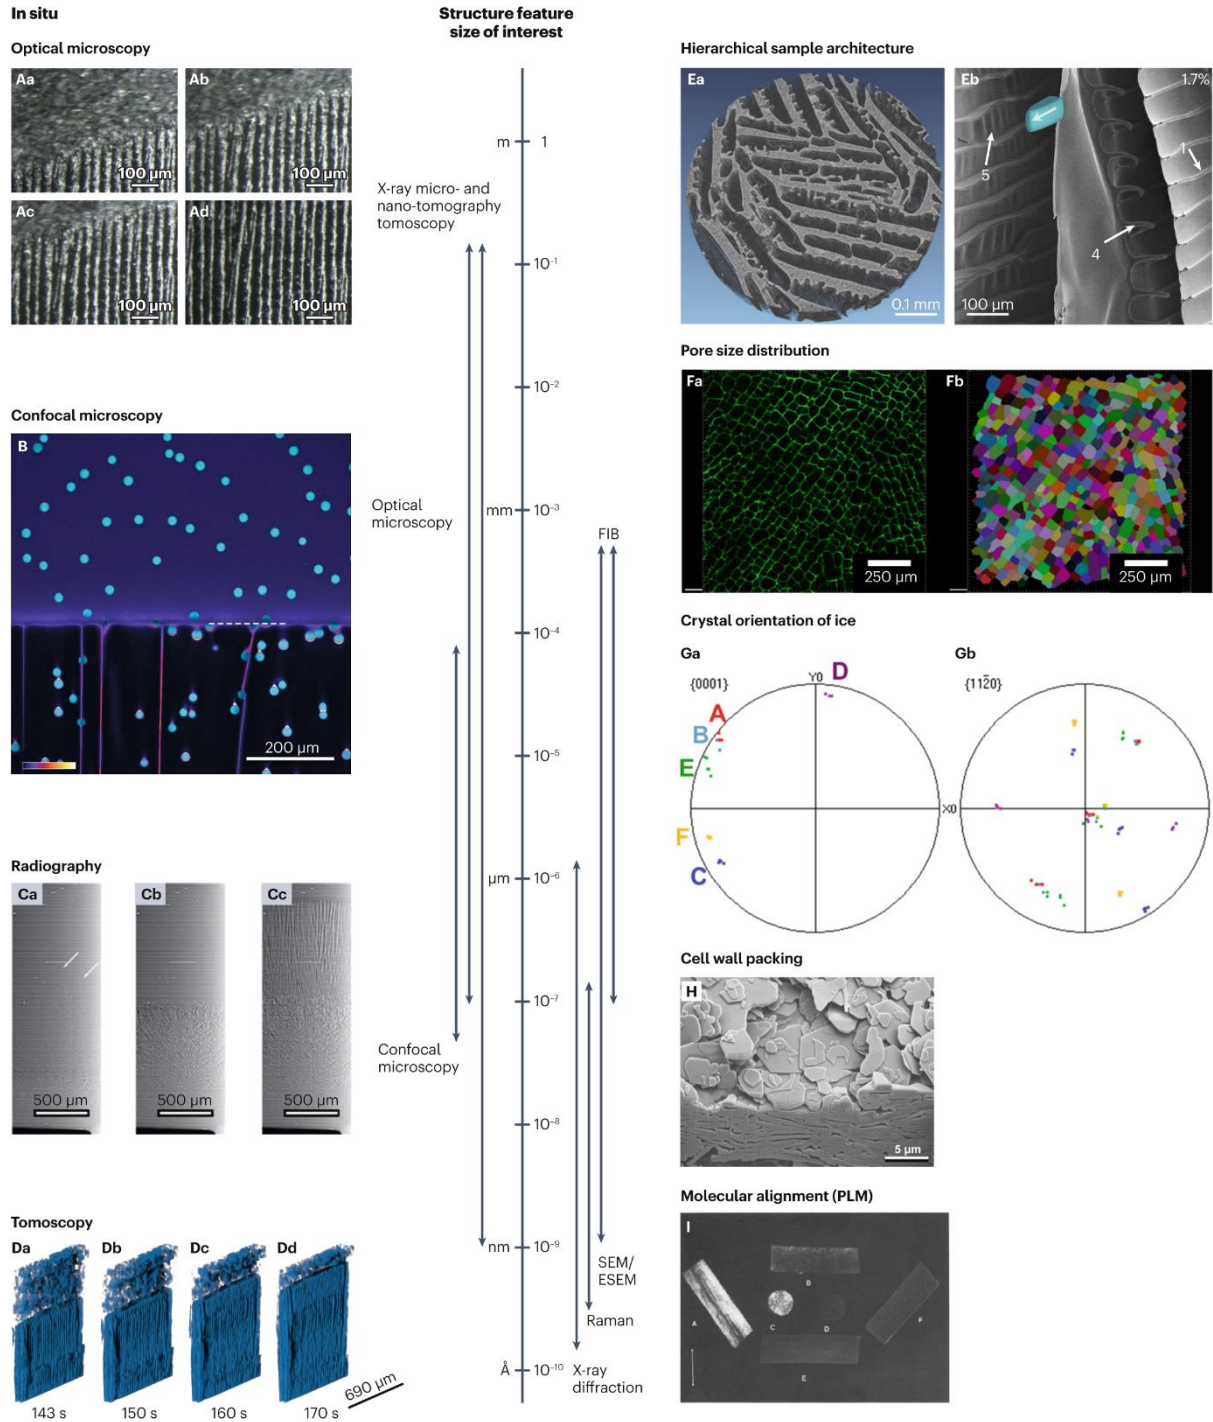 In situ
Optical microscopy
Aa
100 µm
Ab
100 µm
Ac
100 µm
Ad
100 µm
Confocal microscopy
B
200 µm
Radiography
Ca
500 µm
Cb
500 µm
Cc
500 µm
Tomoscopy
Da
Db
Dc
Dd
143 s
150 s
160 s
170 s
690 µm
Structure feature
size of interest
m
1
X-ray micro- and
nano-tomography
tomoscopy
10⁻¹
10⁻²
Optical
microscopy
mm
10⁻³
FIB
10⁻⁴
10⁻⁵
µm
10⁻⁶
10⁻⁷
Confocal
microscopy
10⁻⁸
nm
10⁻⁹
SEM/
ESEM
Raman
Å
10⁻¹⁰
X-ray
diffraction
Hierarchical sample architecture
Ea
0.1 mm
Eb
1.7%
1
5
4
100 µm
Pore size distribution
Fa
250 µm
Fb
250 µm
Crystal orientation of ice
Ga
{0001}
Y0
D
A
B
E
F
C
X0
Gb
{112̄0}
Cell wall packing
H
5 µm
Molecular alignment (PLM)
I
A
B
C
D
E
F